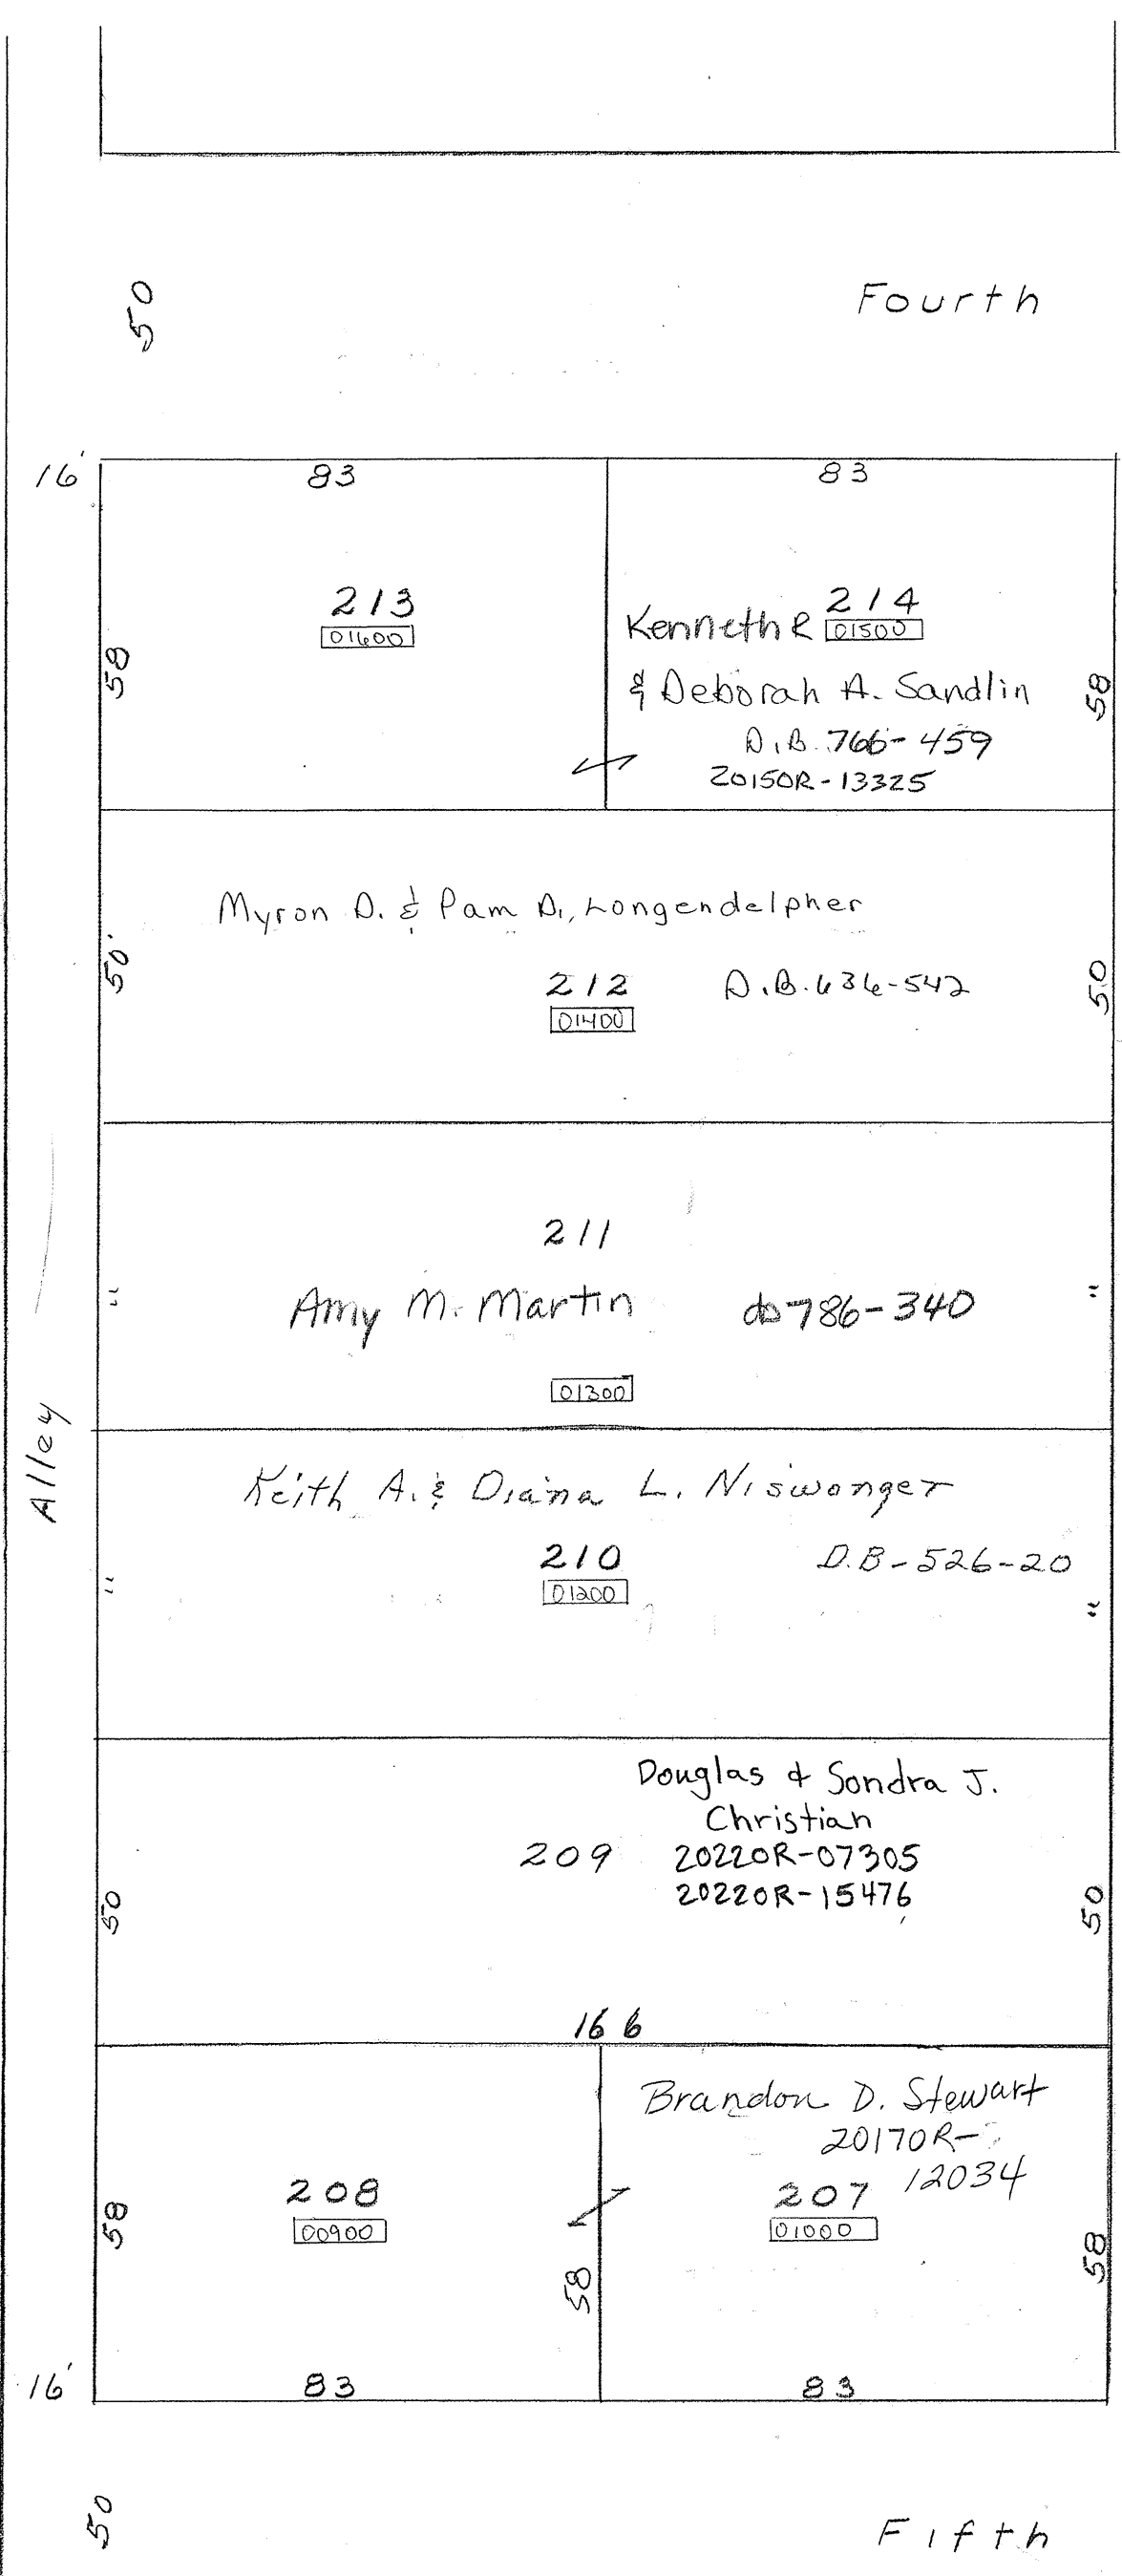 50
Fourth
16'
83
83
213
01600
58
214
Kenneth R 01500
& Deborah A. Sandlin
58
D.B. 766-459
2015OR-13325
Myron D. & Pam D. Longendelpher
50'
212
D.B. 636-542
01400
50
211
"
Amy M. Martin
db 786-340
"
01300
Alley
Keith A. & Diana L. Niswonger
210
D.B-526-20
"
01200
"
Douglas & Sondra J.
Christian
209
2022OR-07305
2022OR-15476
50
50
166
Brandon D. Stewart
2017OR-
12034
208
00900
58
207
01000
58
58
16'
83
83
50
Fifth